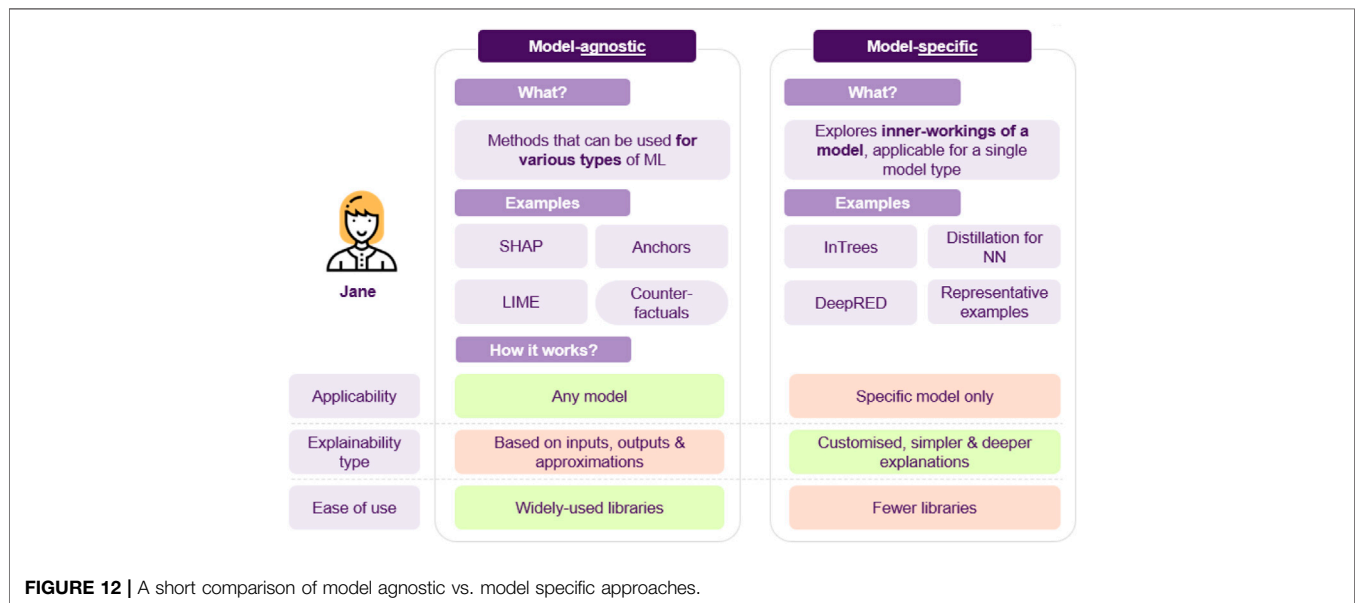 Model-agnostic
What?
Methods that can be used for
various types of ML
Examples
SHAP
Anchors
LIME
Counter-
factuals
How it works?
Model-specific
What?
Explores inner-workings of a
model, applicable for a single
model type
Examples
InTrees
Distillation for
NN
DeepRED
Representative
examples
Jane
Applicability
Any model
Specific model only
Explainability
type
Based on inputs, outputs &
approximations
Customised, simpler & deeper
explanations
Ease of use
Widely-used libraries
Fewer libraries
FIGURE 12 | A short comparison of model agnostic vs. model specific approaches.